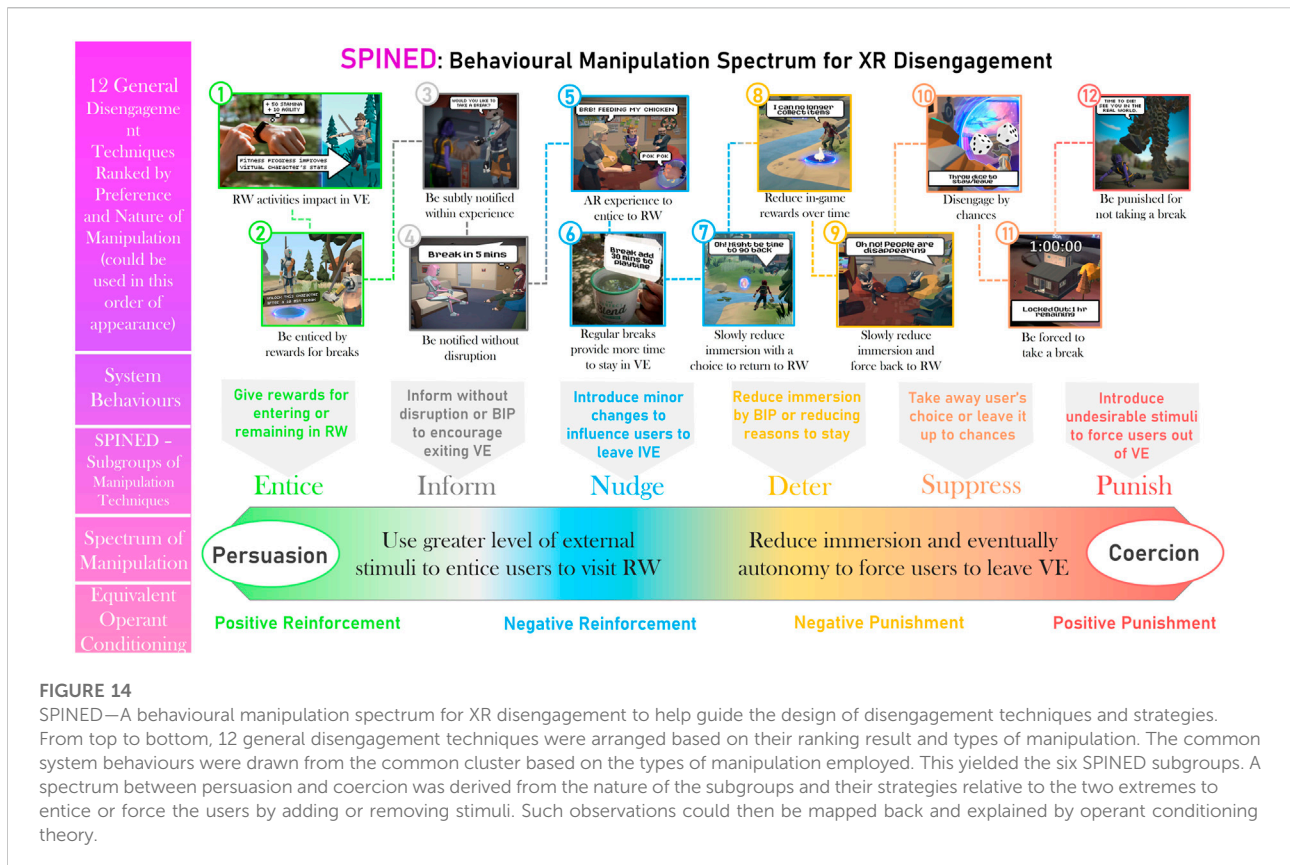 SPINED: Behavioural Manipulation Spectrum for XR Disengagement
12 General
Disengageme
nt
Techniques
Ranked by
Preference
and Nature of
Manipulation
(could be
used in this
order of
appearance)
1
+ 50 STAMINA
+ 10 AGILITY
FITNESS PROGRESS IMPROVES
VIRTUAL CHARACTER'S STATS
RW activities impact in VE
2
UNLOCK THIS CHARACTER
AFTER A 10 MIN BREAK
Be enticed by
rewards for breaks
3
WOULD YOU LIKE TO
TAKE A BREAK?
Be subtly notified
within experience
4
Break in 5 mins
Be notified without
disruption
5
BRB! FEEDING MY CHICKEN
POK POK
AR experience to
entice to RW
6
Break add
30 mins to
playtime
Regular breaks
provide more time
to stay in VE
7
Oh! Might be time
to go back
Slowly reduce
immersion with a
choice to return to RW
8
I can no longer
collect items
Reduce in-game
rewards over time
9
Oh no! People are
disappearing
Slowly reduce
immersion and
force back to RW
10
Throw dice to
stay/leave
Disengage by
chances
11
1:00:00
Locked Out: 1 hr
remaining
Be forced to
take a break
12
TIME TO DIE!
SEE YOU IN THE
REAL WORLD.
Be punished for
not taking a break
System
Behaviours
Give rewards for
entering or
remaining in RW
Inform without
disruption or BIP
to encourage
exiting VE
Introduce minor
changes to
influence users to
leave IVE
Reduce immersion
by BIP or reducing
reasons to stay
Take away user's
choice or leave it
up to chances
Introduce
undesirable stimuli
to force users out
of VE
SPINED –
Subgroups of
Manipulation
Techniques
Entice
Inform
Nudge
Deter
Suppress
Punish
Spectrum of
Manipulation
Persuasion
Use greater level of external
stimuli to entice users to visit RW
Reduce immersion and eventually
autonomy to force users to leave VE
Coercion
Equivalent
Operant
Conditioning
Positive Reinforcement
Negative Reinforcement
Negative Punishment
Positive Punishment
FIGURE 14
SPINED—A behavioural manipulation spectrum for XR disengagement to help guide the design of disengagement techniques and strategies.
From top to bottom, 12 general disengagement techniques were arranged based on their ranking result and types of manipulation. The common
system behaviours were drawn from the common cluster based on the types of manipulation employed. This yielded the six SPINED subgroups. A
spectrum between persuasion and coercion was derived from the nature of the subgroups and their strategies relative to the two extremes to
entice or force the users by adding or removing stimuli. Such observations could then be mapped back and explained by operant conditioning
theory.